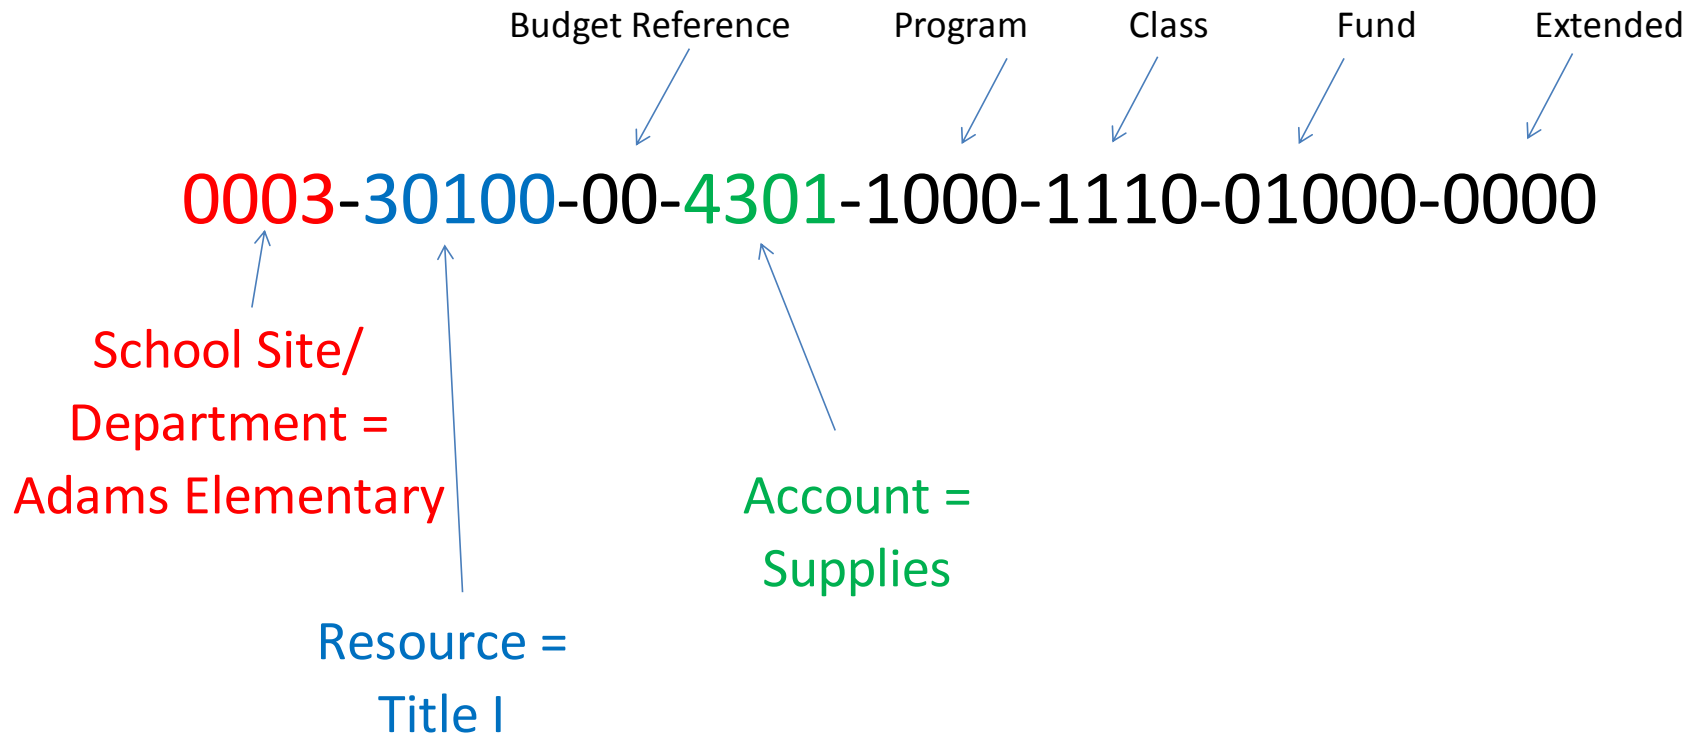 Budget Reference Program Class Fund Extended
0003-30100-00-4301-1000-1110-01000-0000
School Site/
Department =
Adams Elementary
Account =
Supplies
Resource =
Title I